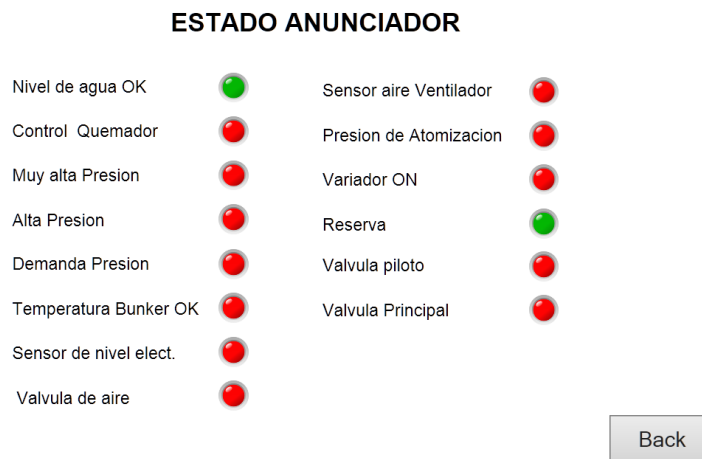 ESTADO ANUNCIADOR
Nivel de agua OK
Control Quemador
Muy alta Presion
Alta Presion
Demanda Presion
Temperatura Bunker OK
Sensor de nivel elect.
Valvula de aire
Sensor aire Ventilador
Presion de Atomizacion
Variador ON
Reserva
Valvula piloto
Valvula Principal
Back